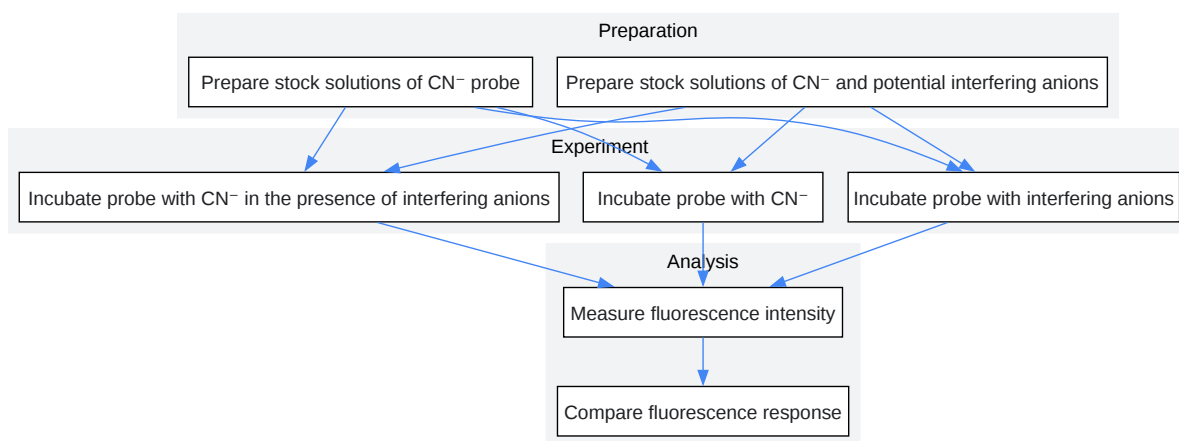 Preparation
Prepare stock solutions of CN⁻ probe
Prepare stock solutions of CN⁻ and potential interfering anions
Experiment
Incubate probe with CN⁻ in the presence of interfering anions
Incubate probe with CN⁻
Incubate probe with interfering anions
Analysis
Measure fluorescence intensity
Compare fluorescence response